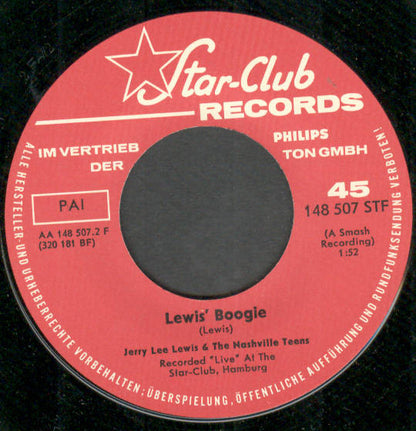 Star-Club
RECORDS
IM VERTRIEB DER
PHILIPS TON GMBH
PAI
45
148 507 STF
AA 148 507.2 F
(320 181 BF)
(A Smash
Recording)
1:52
Lewis' Boogie
(Lewis)
Jerry Lee Lewis & The Nashville Teens
Recorded "Live" At The
Star-Club, Hamburg
ALLE HERSTELLER- UND URHEBERRECHTE VORBEHALTEN; ÜBERSPIELUNG, ÖFFENTLICHE AUFFÜHRUNG UND RUNDFUNKSENDUNG VERBOTEN!